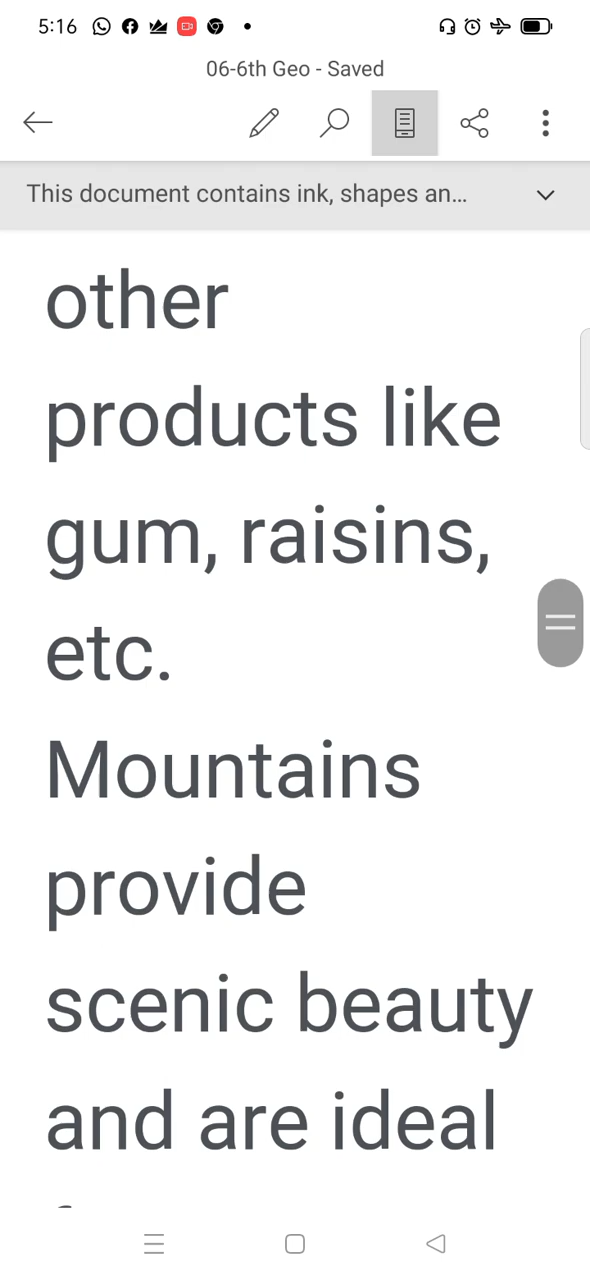 5:16
06-6th Geo - Saved
This document contains ink, shapes an...
other
products like
gum, raisins,
etc.
Mountains
provide
scenic beauty
and are ideal